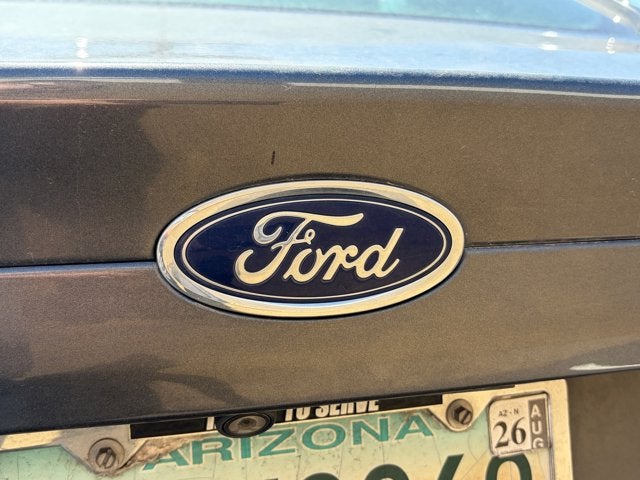 Ford
TO SERVE
ARIZONA
AZ-N
26
AUG